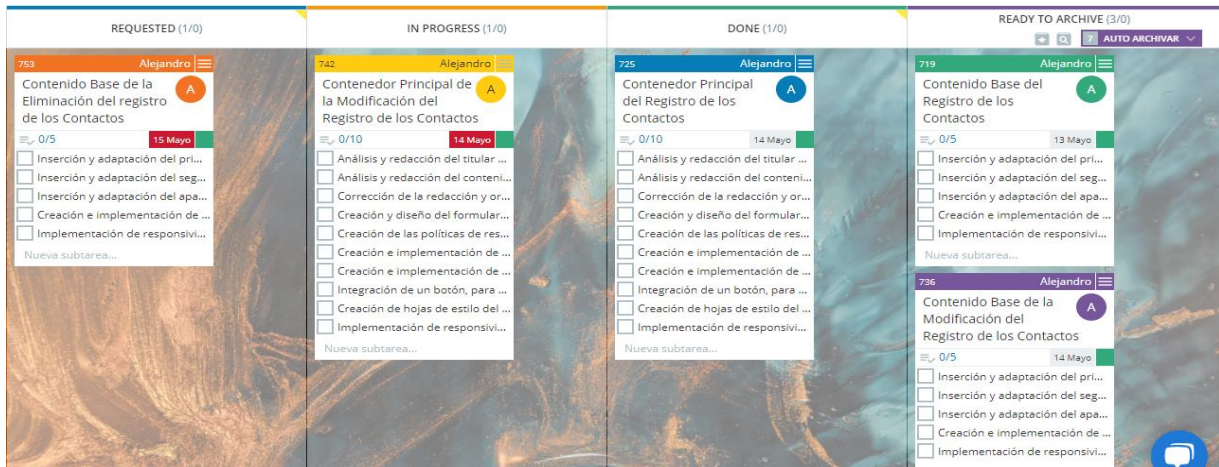 REQUESTED (1/0)
753 Alejandro
Contenido Base de la
Eliminación del registro
de los Contactos
A
0/5 15 Mayo
Inserción y adaptación del pri...
Inserción y adaptación del seg...
Inserción y adaptación del apa...
Creación e implementación de ...
Implementación de responsivi...
Nueva subtarea...
IN PROGRESS (1/0)
742 Alejandro
Contenedor Principal de
la Modificación del
Registro de los Contactos
A
0/10 14 Mayo
Análisis y redacción del titular ...
Análisis y redacción del conteni...
Corrección de la redacción y or...
Creación y diseño del formular...
Creación de las políticas de res...
Creación e implementación de ...
Creación e implementación de ...
Integración de un botón, para ...
Creación de hojas de estilo del ...
Implementación de responsivi...
Nueva subtarea...
DONE (1/0)
725 Alejandro
Contenedor Principal
del Registro de los
Contactos
A
0/10 14 Mayo
Análisis y redacción del titular ...
Análisis y redacción del conteni...
Corrección de la redacción y or...
Creación y diseño del formular...
Creación de las políticas de res...
Creación e implementación de ...
Creación e implementación de ...
Integración de un botón, para ...
Creación de hojas de estilo del ...
Implementación de responsivi...
Nueva subtarea...
READY TO ARCHIVE (3/0)
7 AUTO ARCHIVAR
719 Alejandro
Contenido Base del
Registro de los
Contactos
A
0/5 13 Mayo
Inserción y adaptación del pri...
Inserción y adaptación del seg...
Inserción y adaptación del apa...
Creación e implementación de ...
Implementación de responsivi...
Nueva subtarea...
736 Alejandro
Contenido Base de la
Modificación del
Registro de los Contactos
A
0/5 14 Mayo
Inserción y adaptación del pri...
Inserción y adaptación del seg...
Inserción y adaptación del apa...
Creación e implementación de ...
Implementación de responsivi...